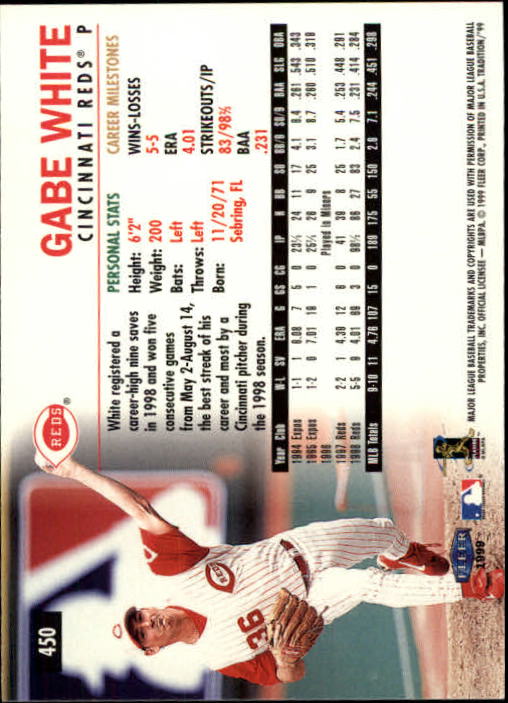 450
REDS®
GABE WHITE
CINCINNATI REDS® P
White registered a
career-high nine saves
in 1998 and won five
consecutive games
from May 2-August 14,
the best streak of his
career and most by a
Cincinnati pitcher during
the 1998 season.
PERSONAL STATS
Height: 6'2"
Weight: 200
Bats: Left
Throws: Left
Born: 11/20/71
Sebring, FL
CAREER MILESTONES
WINS-LOSSES
5-5
ERA
4.01
STRIKEOUTS/IP
83/98⅔
BAA
.231
Year Club W-L SV ERA G GS CG IP H BB SO BB/9 SO/9 BAA SLG OBA
1994 Expos 1-1 1 6.08 7 5 0 23⅔ 24 11 17 4.1 6.4 .261 .543 .343
1995 Expos 1-2 0 7.01 19 1 0 25⅔ 26 9 25 3.1 8.7 .260 .510 .318
1996 Played in Minors
1997 Reds 2-2 1 4.39 12 6 0 41 39 8 25 1.7 5.4 .253 .448 .291
1998 Reds 5-5 9 4.01 69 3 0 98⅔ 86 27 83 2.4 7.5 .231 .414 .284
MLB Totals 9-10 11 4.76 107 15 0 189 175 55 150 2.6 7.1 .244 .451 .298
REDS
36
FLEER
1999
MAJOR LEAGUE BASEBALL TRADEMARKS AND COPYRIGHTS ARE USED WITH PERMISSION OF MAJOR LEAGUE BASEBALL
PROPERTIES, INC. OFFICIAL LICENSEE — MLBPA. © 1999 FLEER CORP., PRINTED IN U.S.A. TRADITION/'99